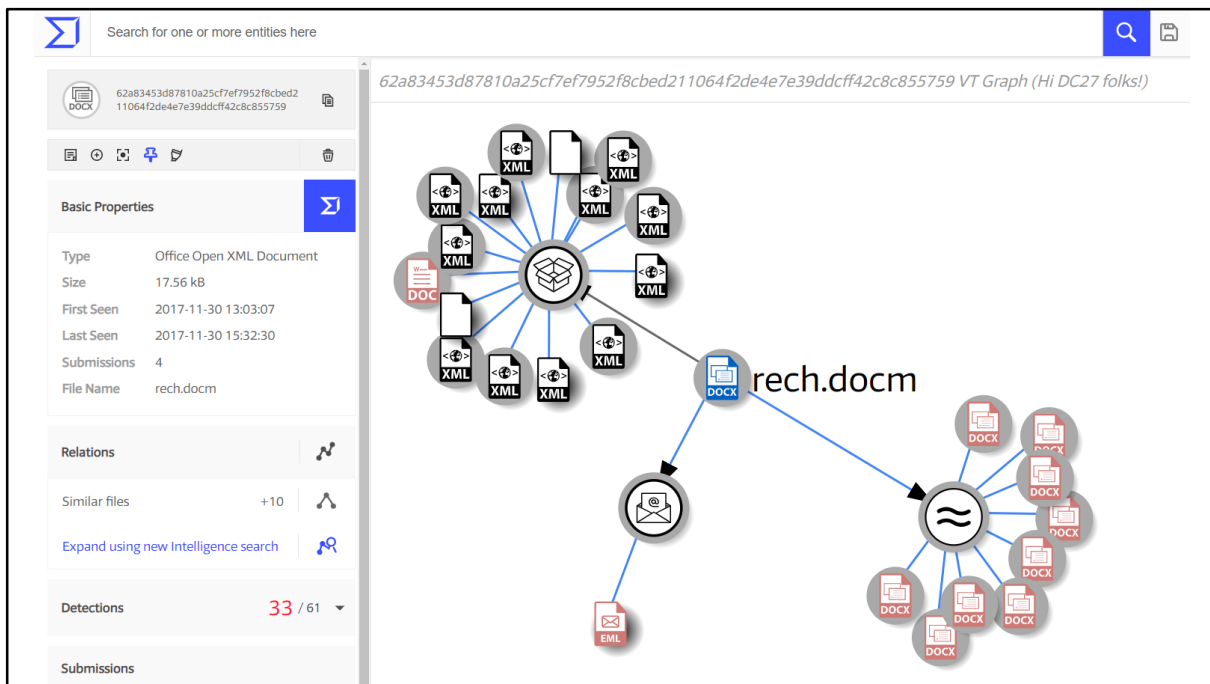 Search for one or more entities here
DOCX
62a83453d87810a25cf7ef7952f8cbed2
11064f2de4e7e39ddcff42c8c855759
62a83453d87810a25cf7ef7952f8cbed211064f2de4e7e39ddcff42c8c855759 VT Graph (Hi DC27 folks!)
Basic Properties
Type Office Open XML Document
Size 17.56 kB
First Seen 2017-11-30 13:03:07
Last Seen 2017-11-30 15:32:30
Submissions 4
File Name rech.docm
Relations
Similar files +10
Expand using new Intelligence search
Detections 33 / 61
Submissions
XML
XML
XML
XML
XML
XML
XML
DOC
XML
XML
XML
XML
XML
DOCX
rech.docm
@
EML
DOCX
DOCX
DOCX
DOCX
DOCX
DOCX
DOCX
DOCX
DOCX